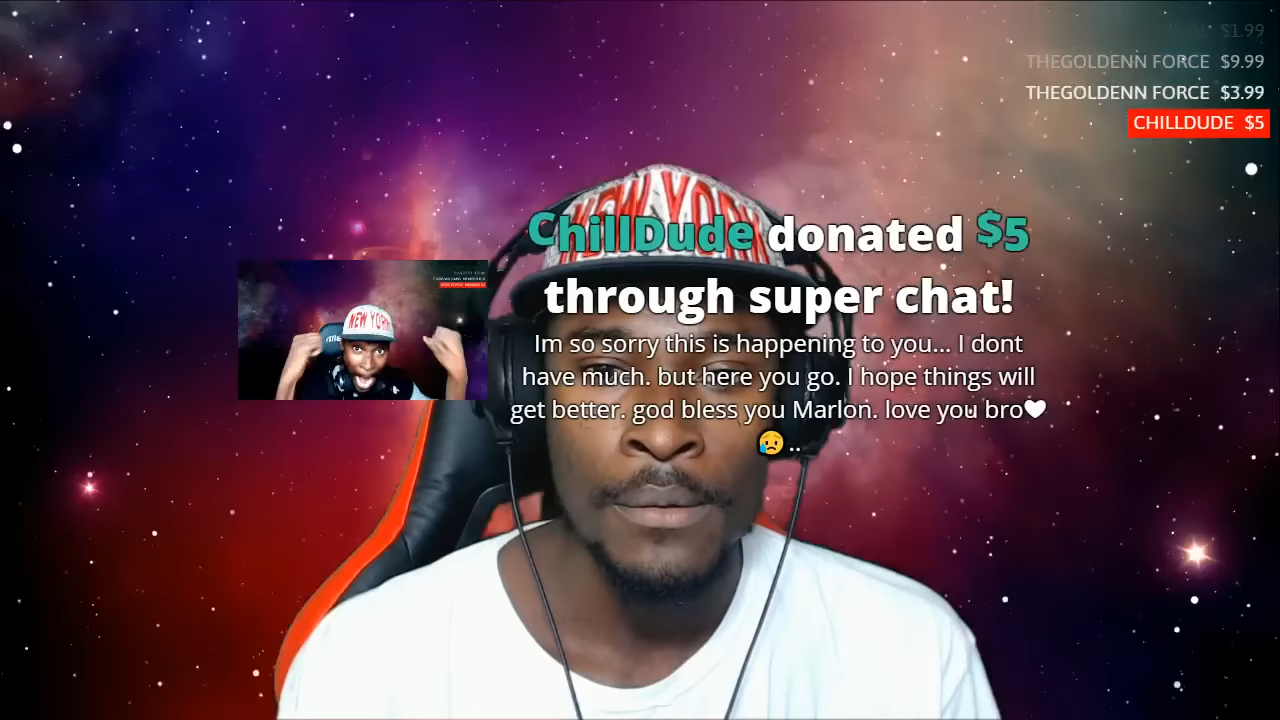 $1.99
THEGOLDENN FORCE $9.99
THEGOLDENN FORCE $3.99
CHILLDUDE $5
NEW YORK
ChillDude donated $5
through super chat!
Im so sorry this is happening to you... I dont
have much. but here you go. I hope things will
get better. god bless you Marlon. love you bro🤍
😥..
NEW YORK